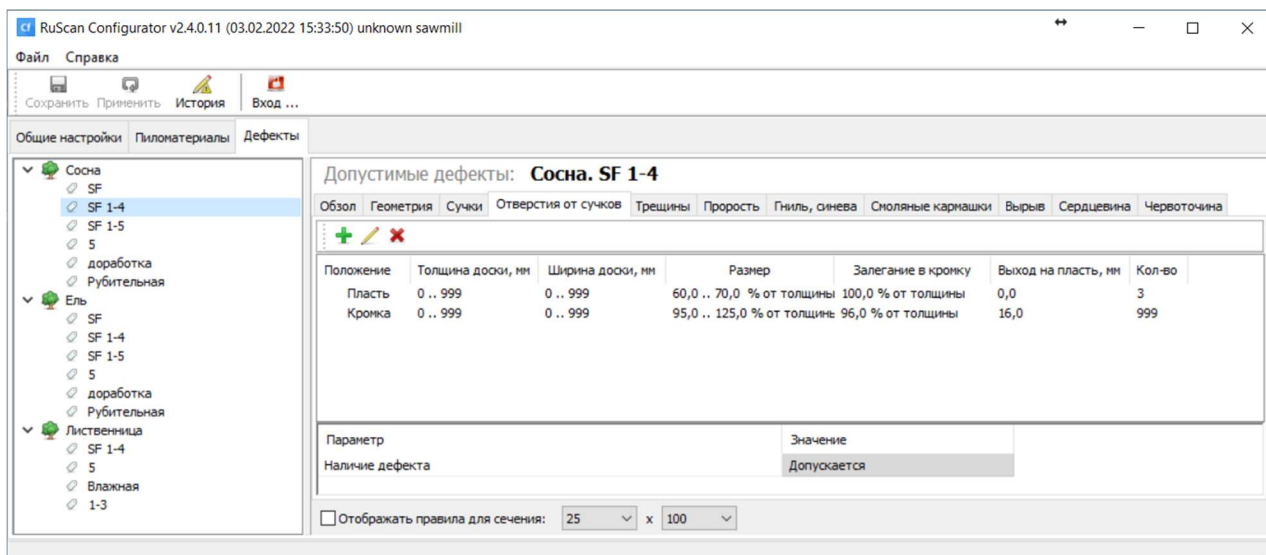 Cf RuScan Configurator v2.4.0.11 (03.02.2022 15:33:50) unknown sawmill
Файл Справка
Сохранить Применить История Вход ...
Общие настройки Пиломатериалы Дефекты
Сосна
SF
SF 1-4
SF 1-5
5
доработка
Рубительная
Ель
SF
SF 1-4
SF 1-5
5
доработка
Рубительная
Лиственница
SF 1-4
5
Влажная
1-3
Допустимые дефекты: Сосна. SF 1-4
Обзол Геометрия Сучки Отверстия от сучков Трещины Прорость Гниль, синева Смоляные кармашки Вырыв Сердцевина Червоточина
Положение Толщина доски, мм Ширина доски, мм Размер Залегание в кромку Выход на пласть, мм Кол-во
Пласть 0 .. 999 0 .. 999 60,0 .. 70,0 % от толщины 100,0 % от толщины 0,0 3
Кромка 0 .. 999 0 .. 999 95,0 .. 125,0 % от толщинь 96,0 % от толщины 16,0 999
Параметр Значение
Наличие дефекта Допускается
Отображать правила для сечения: 25 x 100